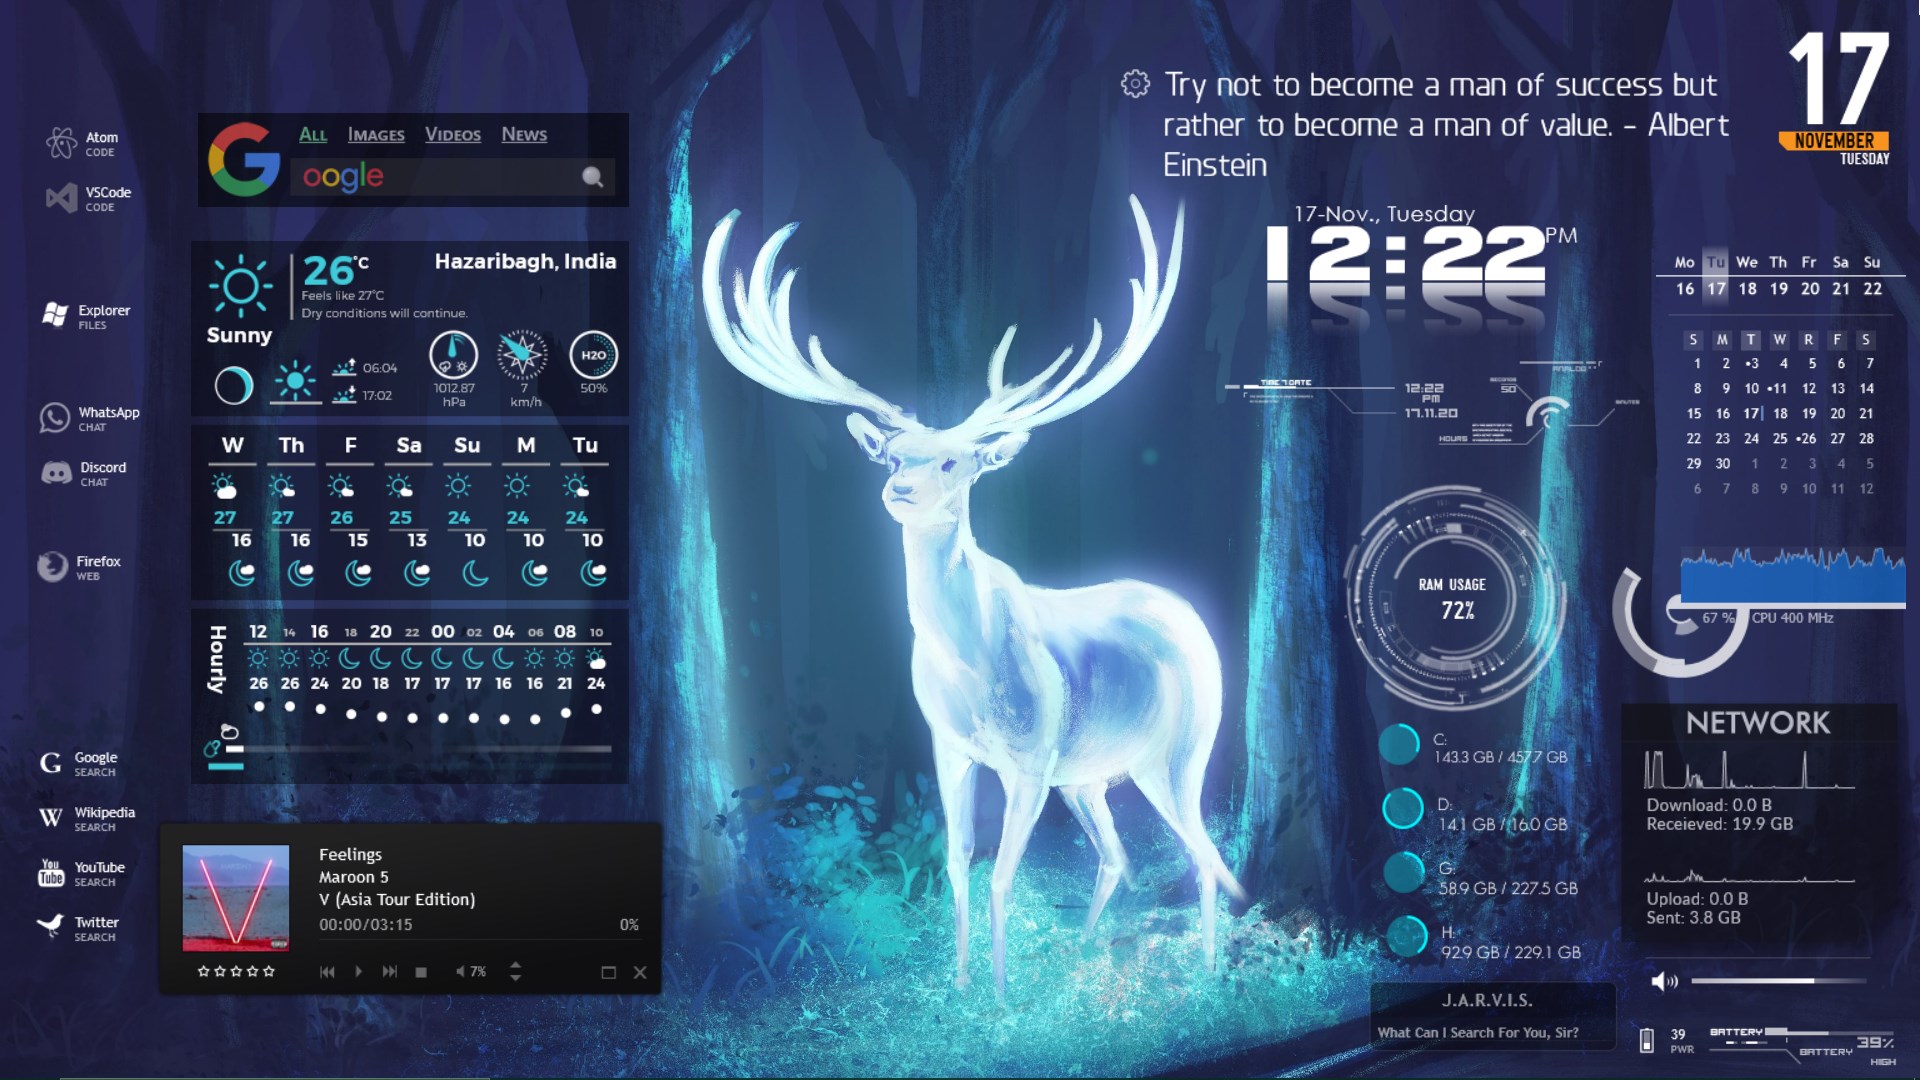 Atom
CODE
VSCode
CODE
Explorer
FILES
WhatsApp
CHAT
Discord
CHAT
Firefox
WEB
Google
SEARCH
Wikipedia
SEARCH
YouTube
SEARCH
Twitter
SEARCH
ALL IMAGES VIDEOS NEWS
Google
26°C
Hazaribagh, India
Feels like 27°C
Dry conditions will continue.
Sunny
06:04
17:02
1012.87
hPa
7
km/h
H2O
50%
W Th F Sa Su M Tu
27 27 26 25 24 24 24
16 16 15 13 10 10 10
Hourly
12 14 16 18 20 22 00 02 04 06 08 10
26 26 24 20 18 17 17 17 16 16 21 24
Feelings
Maroon 5
V (Asia Tour Edition)
00:00/03:15 0%
7%
Try not to become a man of success but
rather to become a man of value. - Albert
Einstein
17
NOVEMBER
TUESDAY
17-Nov., Tuesday
12:22 PM
Mo Tu We Th Fr Sa Su
16 17 18 19 20 21 22
S M T W R F S
1 2 •3 4 5 6 7
8 9 10 •11 12 13 14
15 16 17| 18 19 20 21
22 23 24 25 •26 27 28
29 30 1 2 3 4 5
6 7 8 9 10 11 12
TIME 7 DATE
12:22
PM
17.11.20
ANALOG
SECONDS
50
MINUTES
HOURS
RAM USAGE
72%
67 % CPU 400 MHz
C:
143.3 GB / 457.7 GB
D:
14.1 GB / 16.0 GB
G:
58.9 GB / 227.5 GB
H:
92.9 GB / 229.1 GB
NETWORK
Download: 0.0 B
Receieved: 19.9 GB
Upload: 0.0 B
Sent: 3.8 GB
J.A.R.V.I.S.
What Can I Search For You, Sir?
39
PWR
BATTERY
BATTERY
39%
HIGH